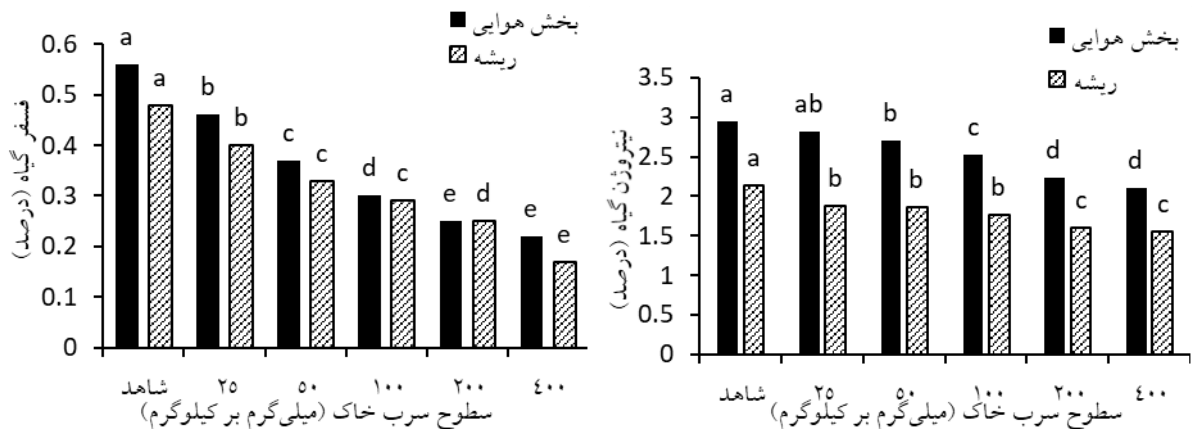 بخش هوایی
ریشه
فسفر گیاه (درصد)
0.6
0.5
0.4
0.3
0.2
0.1
0
a a b b c c d c e d e e
شاهد ۲۵ ۵۰ ۱۰۰ ۲۰۰ ٤۰۰
سطوح سرب خاک (میلی‌گرم بر کیلوگرم)
بخش هوایی
ریشه
نیتروژن گیاه (درصد)
3.5
3
2.5
2
1.5
1
0.5
0
a a ab b b b c b d c d c
شاهد ۲۵ ۵۰ ۱۰۰ ۲۰۰ ٤۰۰
سطوح سرب خاک (میلی‌گرم بر کیلوگرم)